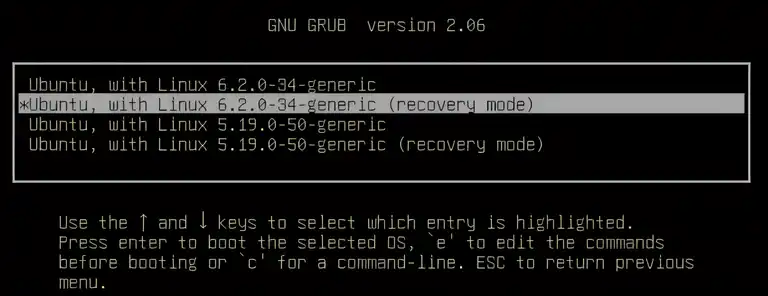 GNU GRUB  version 2.06
 Ubuntu, with Linux 6.2.0-34-generic
*Ubuntu, with Linux 6.2.0-34-generic (recovery mode)
 Ubuntu, with Linux 5.19.0-50-generic
 Ubuntu, with Linux 5.19.0-50-generic (recovery mode)
Use the ↑ and ↓ keys to select which entry is highlighted.
Press enter to boot the selected OS, `e' to edit the commands
before booting or `c' for a command-line. ESC to return previous
menu.